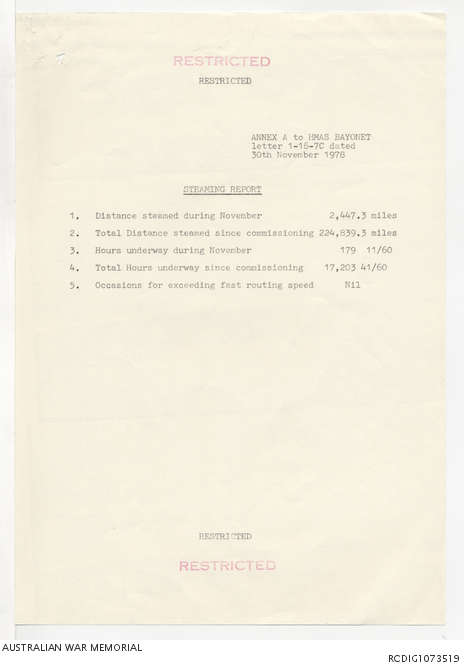 RESTRICTED
RESTRICTED
ANNEX A to HMAS BAYONET
letter 1-16-7C dated
30th November 1978
STEAMING REPORT
1. Distance steamed during November 2,447.3 miles
2. Total Distance steamed since commissioning 224,839.3 miles
3. Hours underway during November 179 11/60
4. Total Hours underway since commissioning 17,203 41/60
5. Occasions for exceeding fast routing speed Nil
RESTRICTED
RESTRICTED
AUSTRALIAN WAR MEMORIAL RCDIG1073519